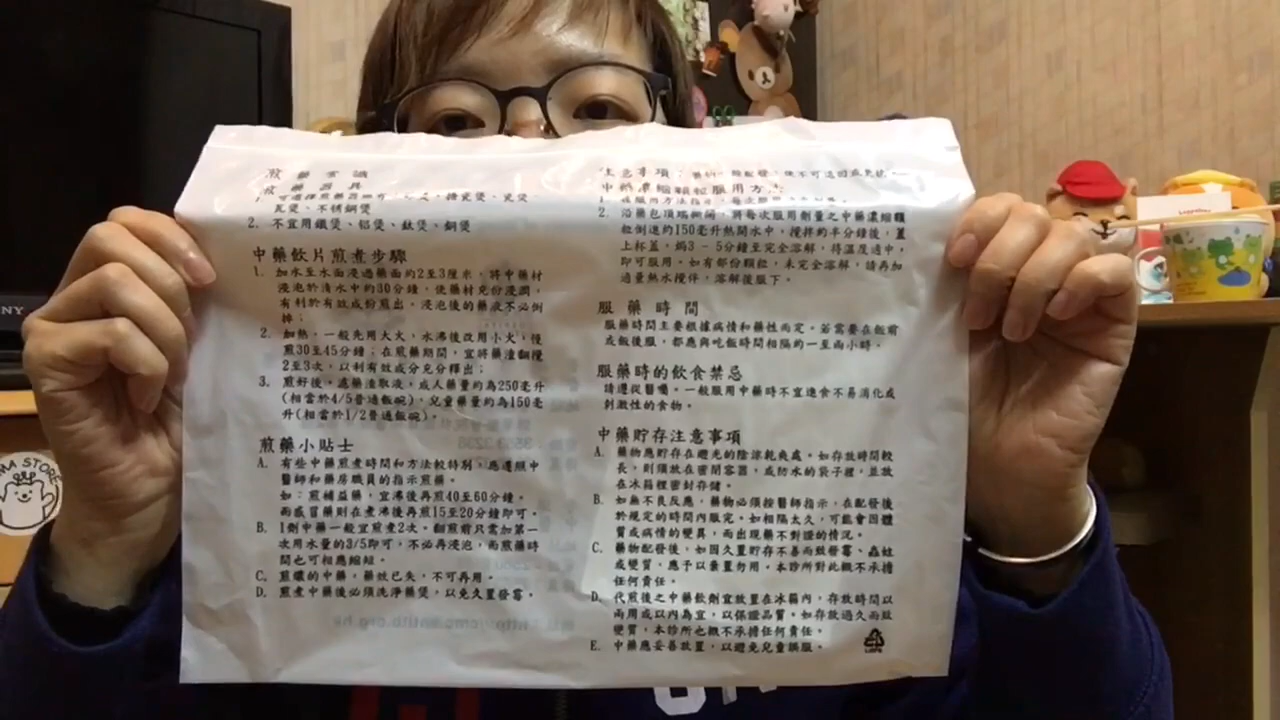 煎藥常識
煎藥器具
瓦煲、不锈鋼煲
2. 不宜用鐵煲、铝煲、鈦煲、銅煲
中藥飲片煎煮步驟
1. 加水至水面浸過藥面約2至3厘米，將中藥材
浸泡於清水中約30分鐘，使藥材充份浸潤，
有利於有效成份煎出，浸泡後的藥液不必倒
掉；
2. 加熱。一般先用大火，水沸後改用小火，慢
煎30至45分鐘；在煎藥期間，宜將藥渣翻攪
2至3次，以利有效成分充分釋出；
3. 煎好後，濾藥渣取液。成人藥量約為250毫升
(相當於4/5普通飯碗)，兒童藥量約為150毫
升(相當於1/2普通飯碗)。
煎藥小貼士
A. 有些中藥煎煮時間和方法較特別，應遵照中
醫師和藥房職員的指示煎藥。
如：煎補益藥，宜沸後再煎40至60分鐘。
而感冒藥則在煮沸後再煎15至20分鐘即可。
B. 1劑中藥一般宜煎煮2次。翻煎前只需加第一
次用水量的3/5即可，不必再浸泡，而煎藥時
間也可相應縮短。
C. 煎燶的中藥，藥效已失，不可再用。
D. 煎煮中藥後必須洗淨藥煲，以免久置發霉。
注意事項：
中藥濃縮顆粒服用方法
2. 沿藥包頂端撕開，將每次服用劑量之中藥濃縮顆
粒倒進約150毫升熱開水中，攪拌約半分鐘後，蓋
上杯蓋，焗3 - 5分鐘至完全溶解，待溫度適中，
即可服用。如有部份顆粒，未完全溶解，請再加
適量熱水攪伴，溶解後服下。
服藥時間
服藥時間主要根據病情和藥性而定。若需要在飯前
或飯後服，都應與吃飯時間相隔約一至兩小時。
服藥時的飲食禁忌
請遵從醫囑。一般服用中藥時不宜進食不易消化或
刺激性的食物。
中藥貯存注意事項
A. 藥物應貯存在避光的陰涼乾爽處。如存放時間較
長，則須放在密閉容器，或防水的袋子裡，並放
在冰箱裡密封存儲。
B. 如無不良反應，藥物必須按醫師指示，在配發後
於規定的時間內服完。如相隔太久，可能會因體
質或病情的變異，而出現藥不對證的情況。
C. 藥物配發後，如因久置貯存不善而致發霉、蟲蛀
或變質，應予以棄置勿用。本診所對此概不承擔
任何責任。
D. 代煎後之中藥飲劑宜放置在冰箱內，存放時間以
兩周或以內為宜，以保證品質。如存放過久而致
變質，本診所也概不承擔任何責任。
E. 中藥應妥善放置，以避免兒童誤服。
MA STORE